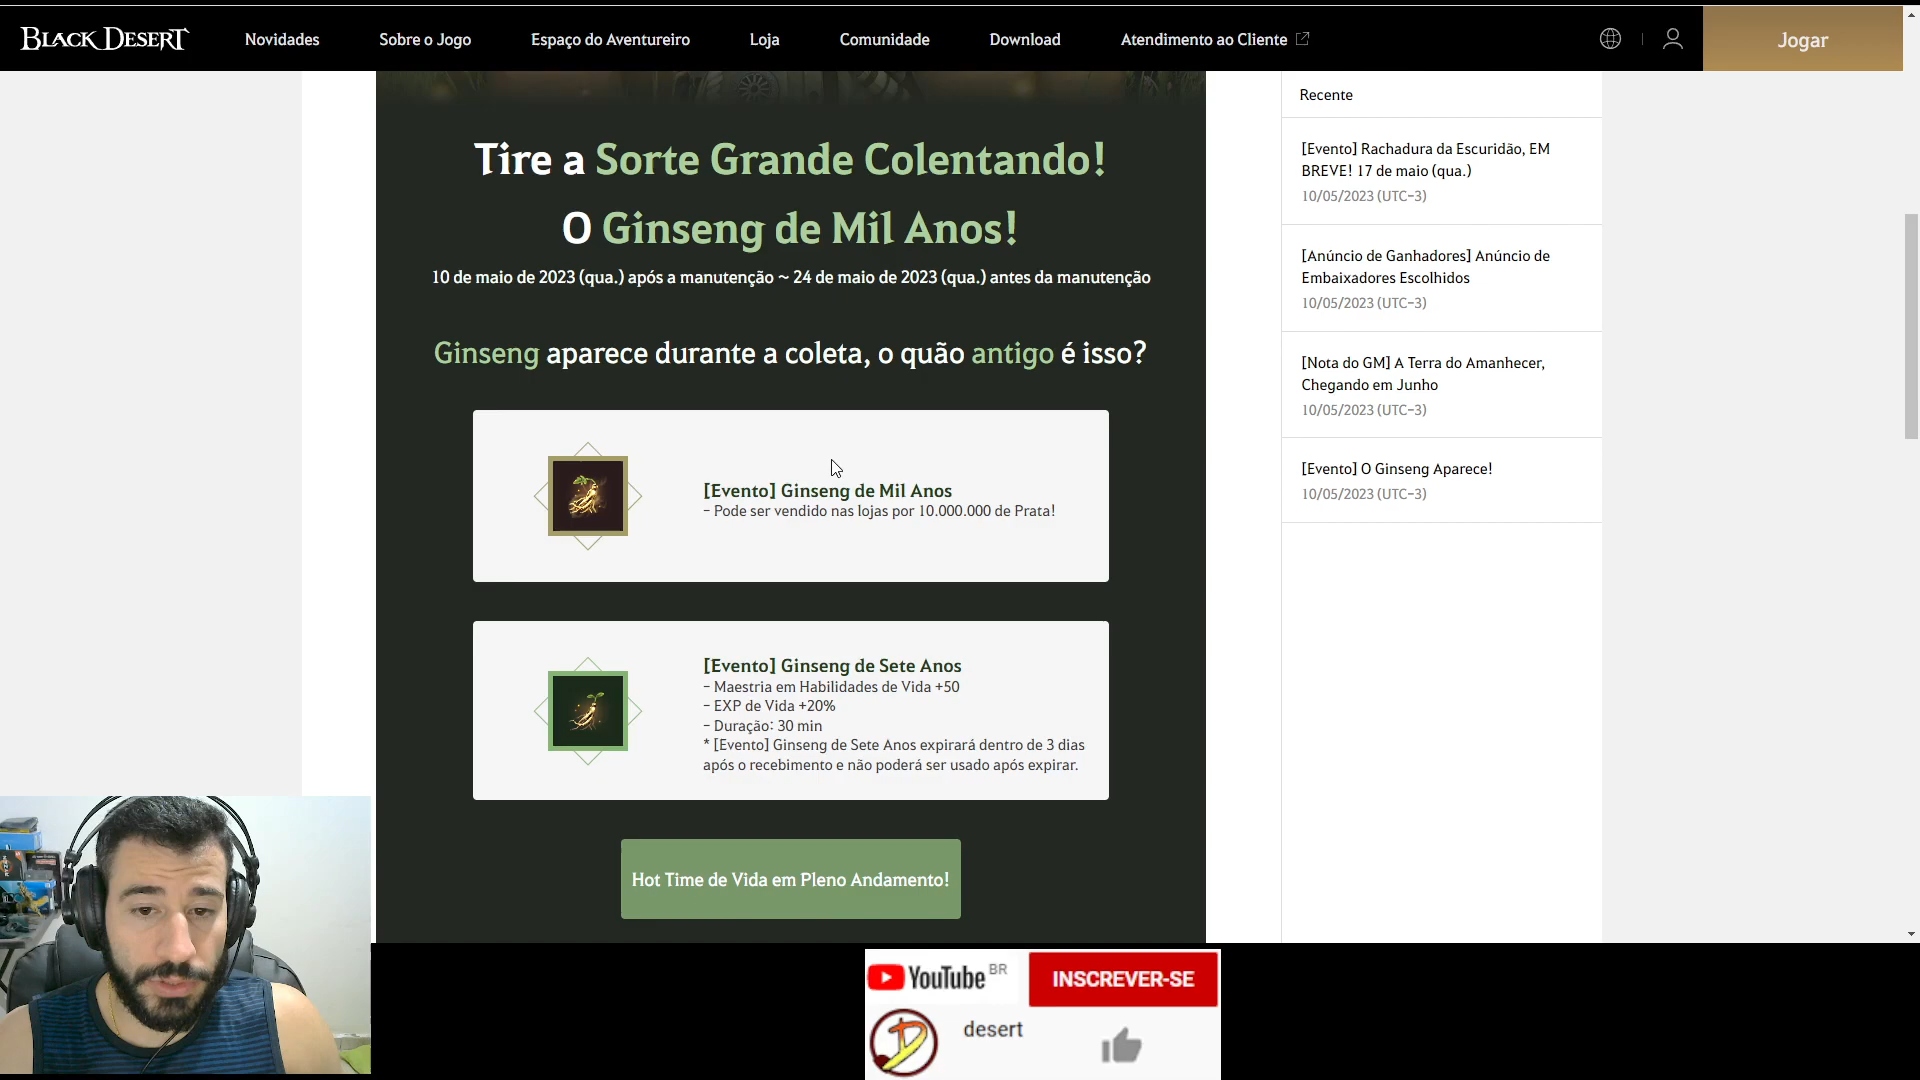 BLACK DESERT
Novidades
Sobre o Jogo
Espaço do Aventureiro
Loja
Comunidade
Download
Atendimento ao Cliente
Jogar
Tire a Sorte Grande Colentando!
O Ginseng de Mil Anos!
10 de maio de 2023 (qua.) após a manutenção ~ 24 de maio de 2023 (qua.) antes da manutenção
Ginseng aparece durante a coleta, o quão antigo é isso?
[Evento] Ginseng de Mil Anos
- Pode ser vendido nas lojas por 10.000.000 de Prata!
[Evento] Ginseng de Sete Anos
- Maestria em Habilidades de Vida +50
- EXP de Vida +20%
- Duração: 30 min
* [Evento] Ginseng de Sete Anos expirará dentro de 3 dias
após o recebimento e não poderá ser usado após expirar.
Hot Time de Vida em Pleno Andamento!
Recente
[Evento] Rachadura da Escuridão, EM
BREVE! 17 de maio (qua.)
10/05/2023 (UTC-3)
[Anúncio de Ganhadores] Anúncio de
Embaixadores Escolhidos
10/05/2023 (UTC-3)
[Nota do GM] A Terra do Amanhecer,
Chegando em Junho
10/05/2023 (UTC-3)
[Evento] O Ginseng Aparece!
10/05/2023 (UTC-3)
YouTube BR
INSCREVER-SE
D
desert